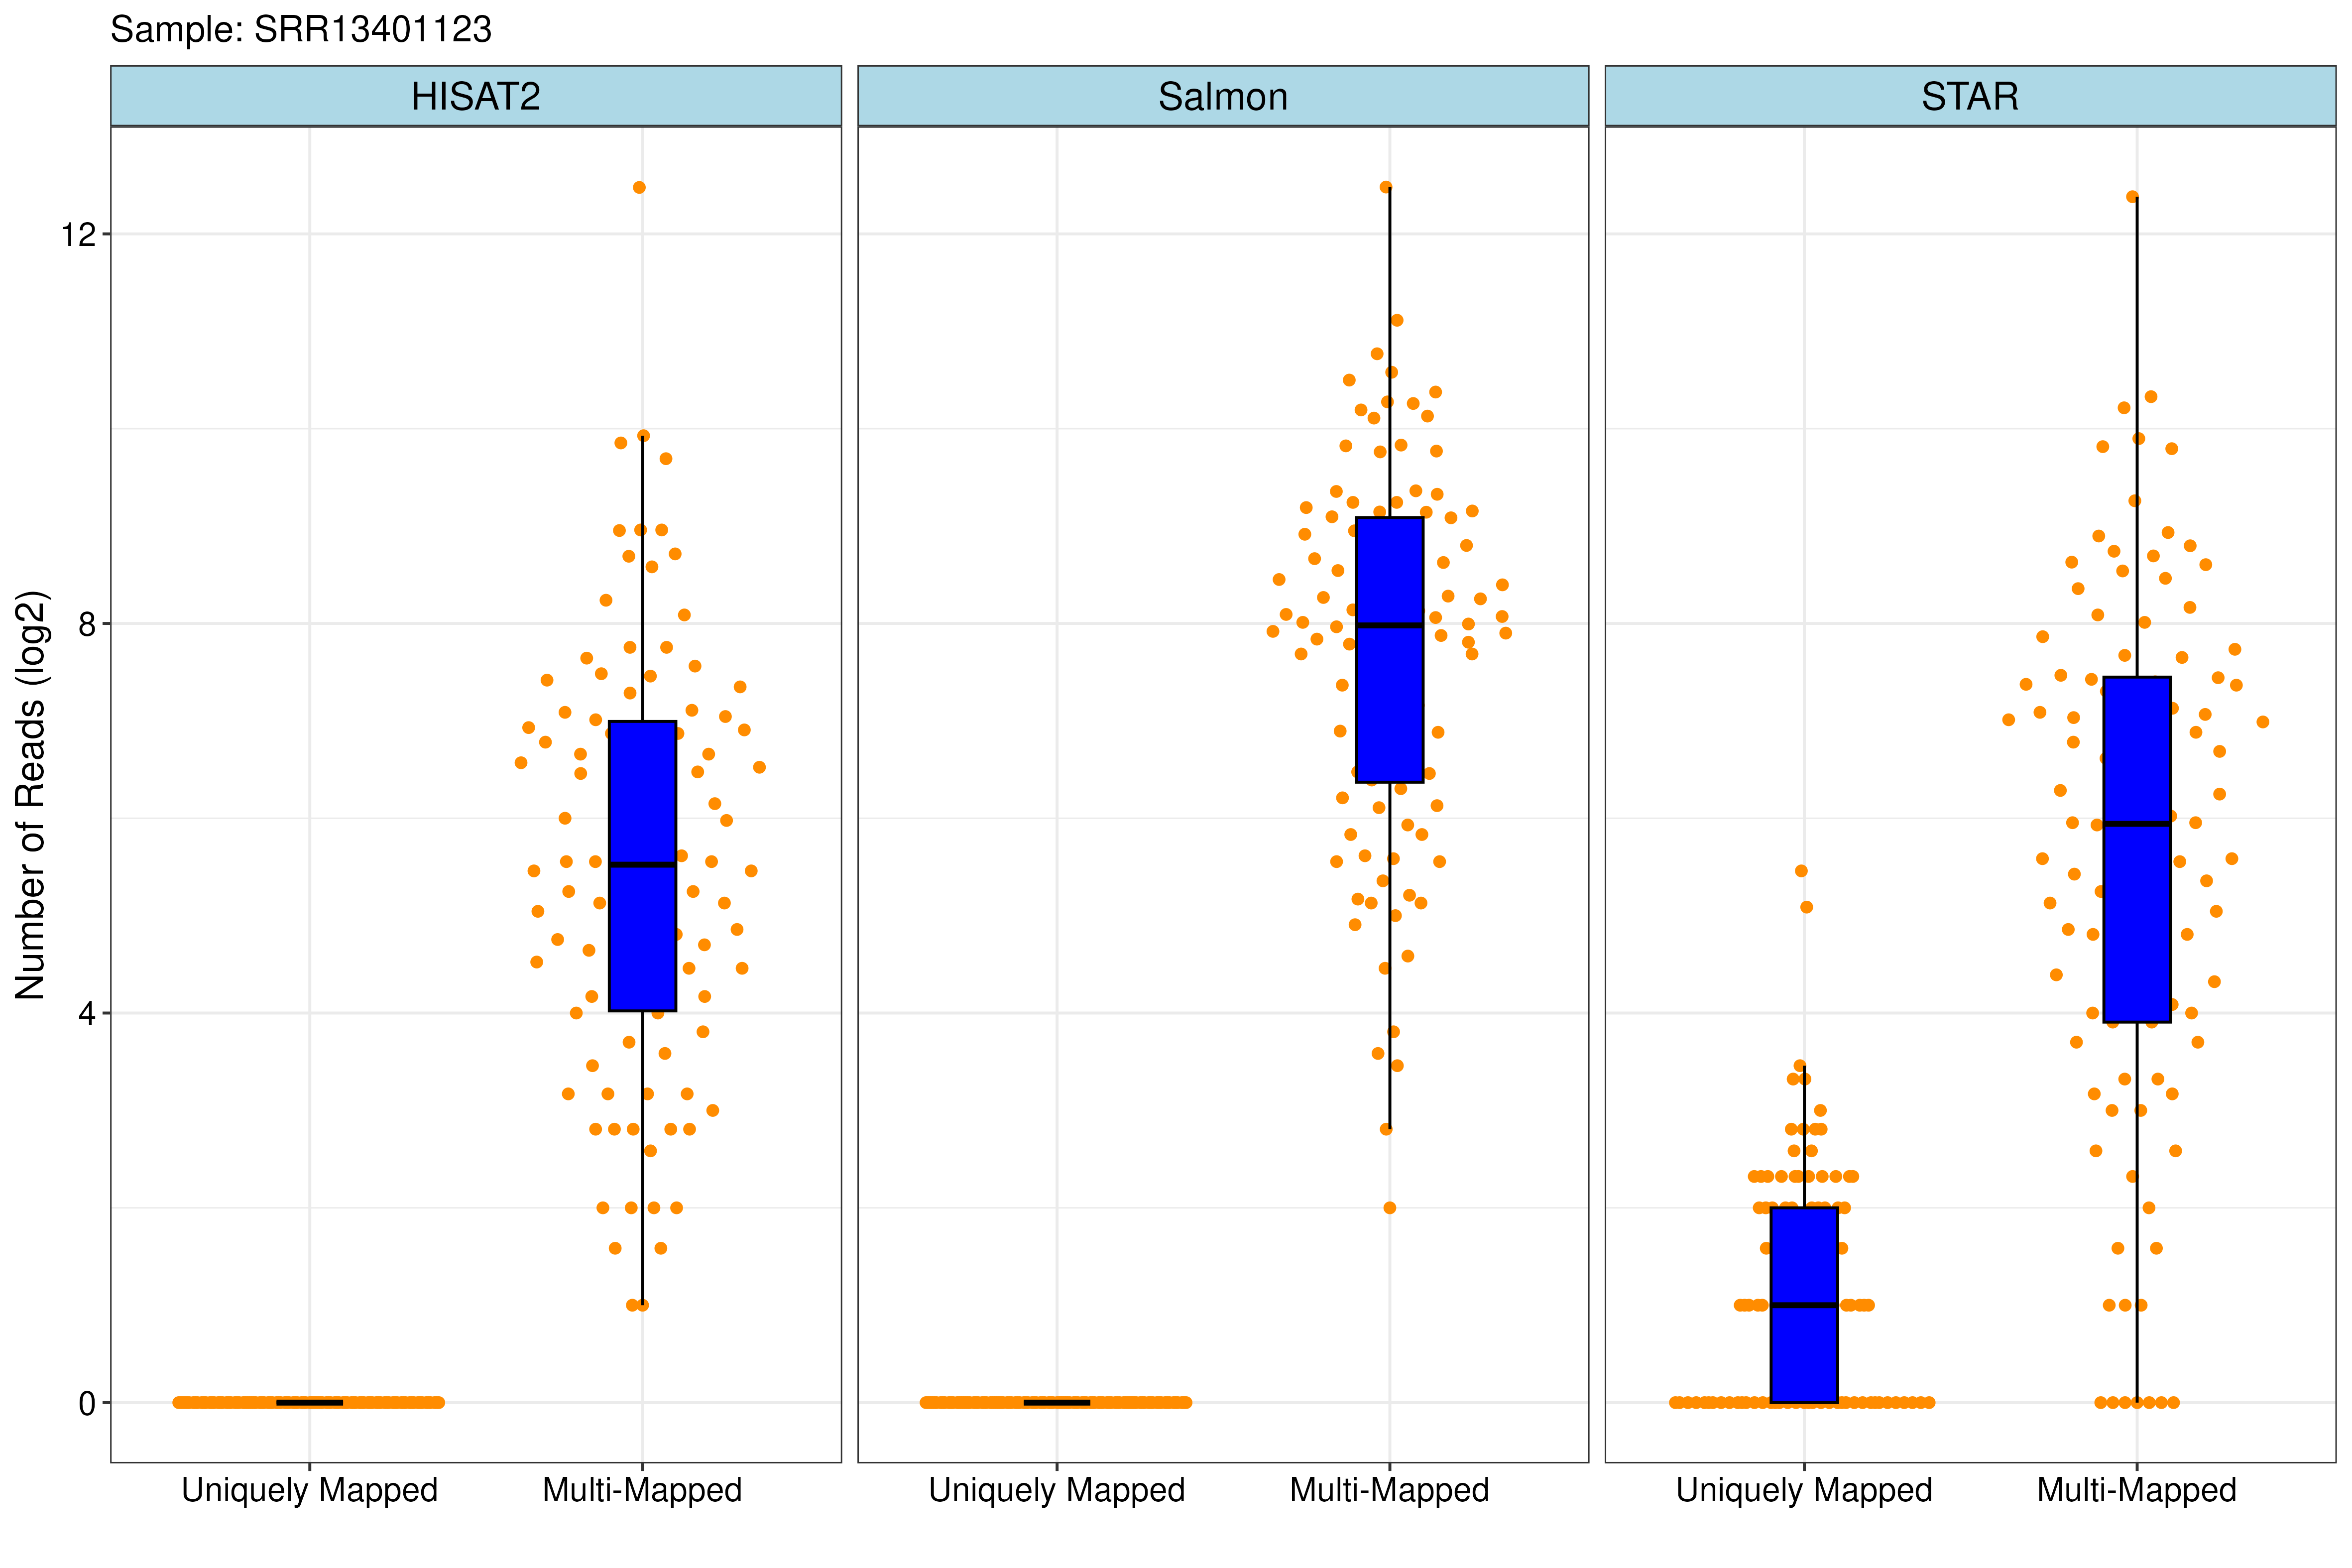 Sample: SRR13401123
HISAT2 Salmon STAR
Number of Reads (log2)
12
8
4
0
Uniquely Mapped Multi-Mapped Uniquely Mapped Multi-Mapped Uniquely Mapped Multi-Mapped